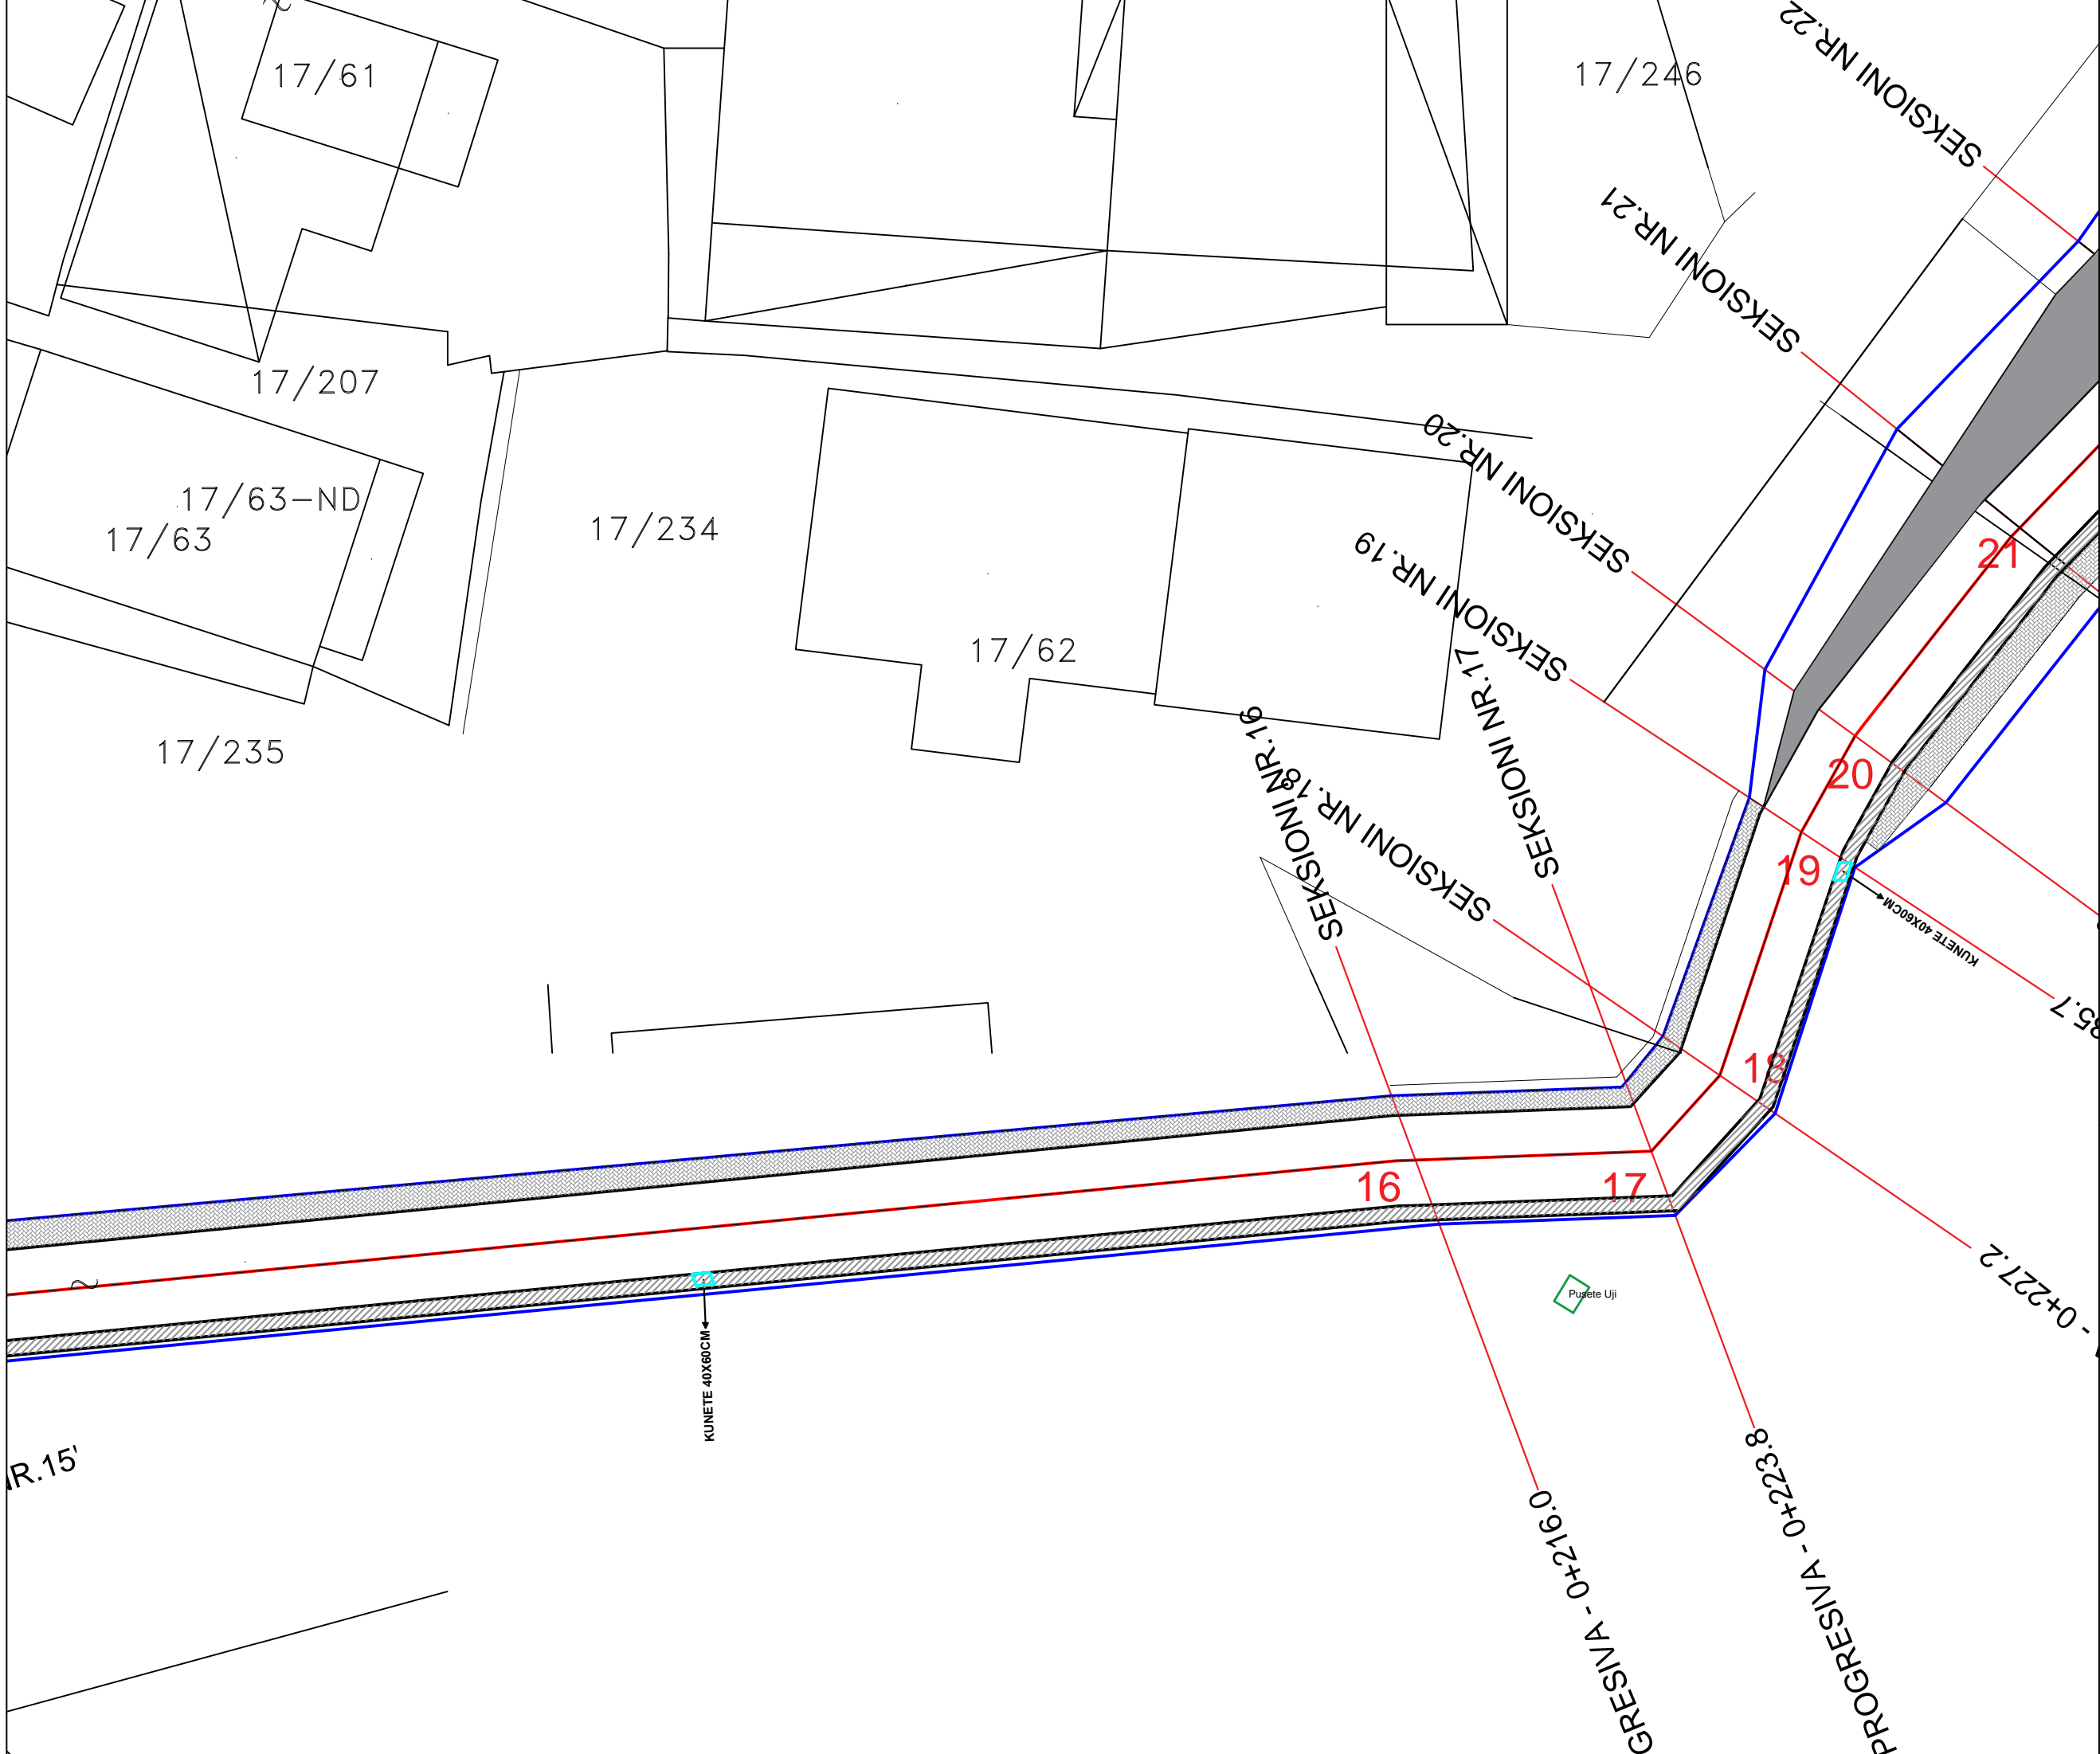 17/61
17/246
SEKSIONI NR.22
SEKSIONI NR.21
17/207
SEKSIONI NR.20
17/63-ND
17/63
17/234
SEKSIONI NR.19
21
17/62
SEKSIONI NR.17
SEKSIONI NR.16
17/235
SEKSIONI NR.18
20
19
KUNETE 40X60CM
18
16
17
- 0+227.2
Pusete Uji
KUNETE 40X60CM
R.15'
GRESIVA - 0+216.0
PROGRESIVA - 0+223.8